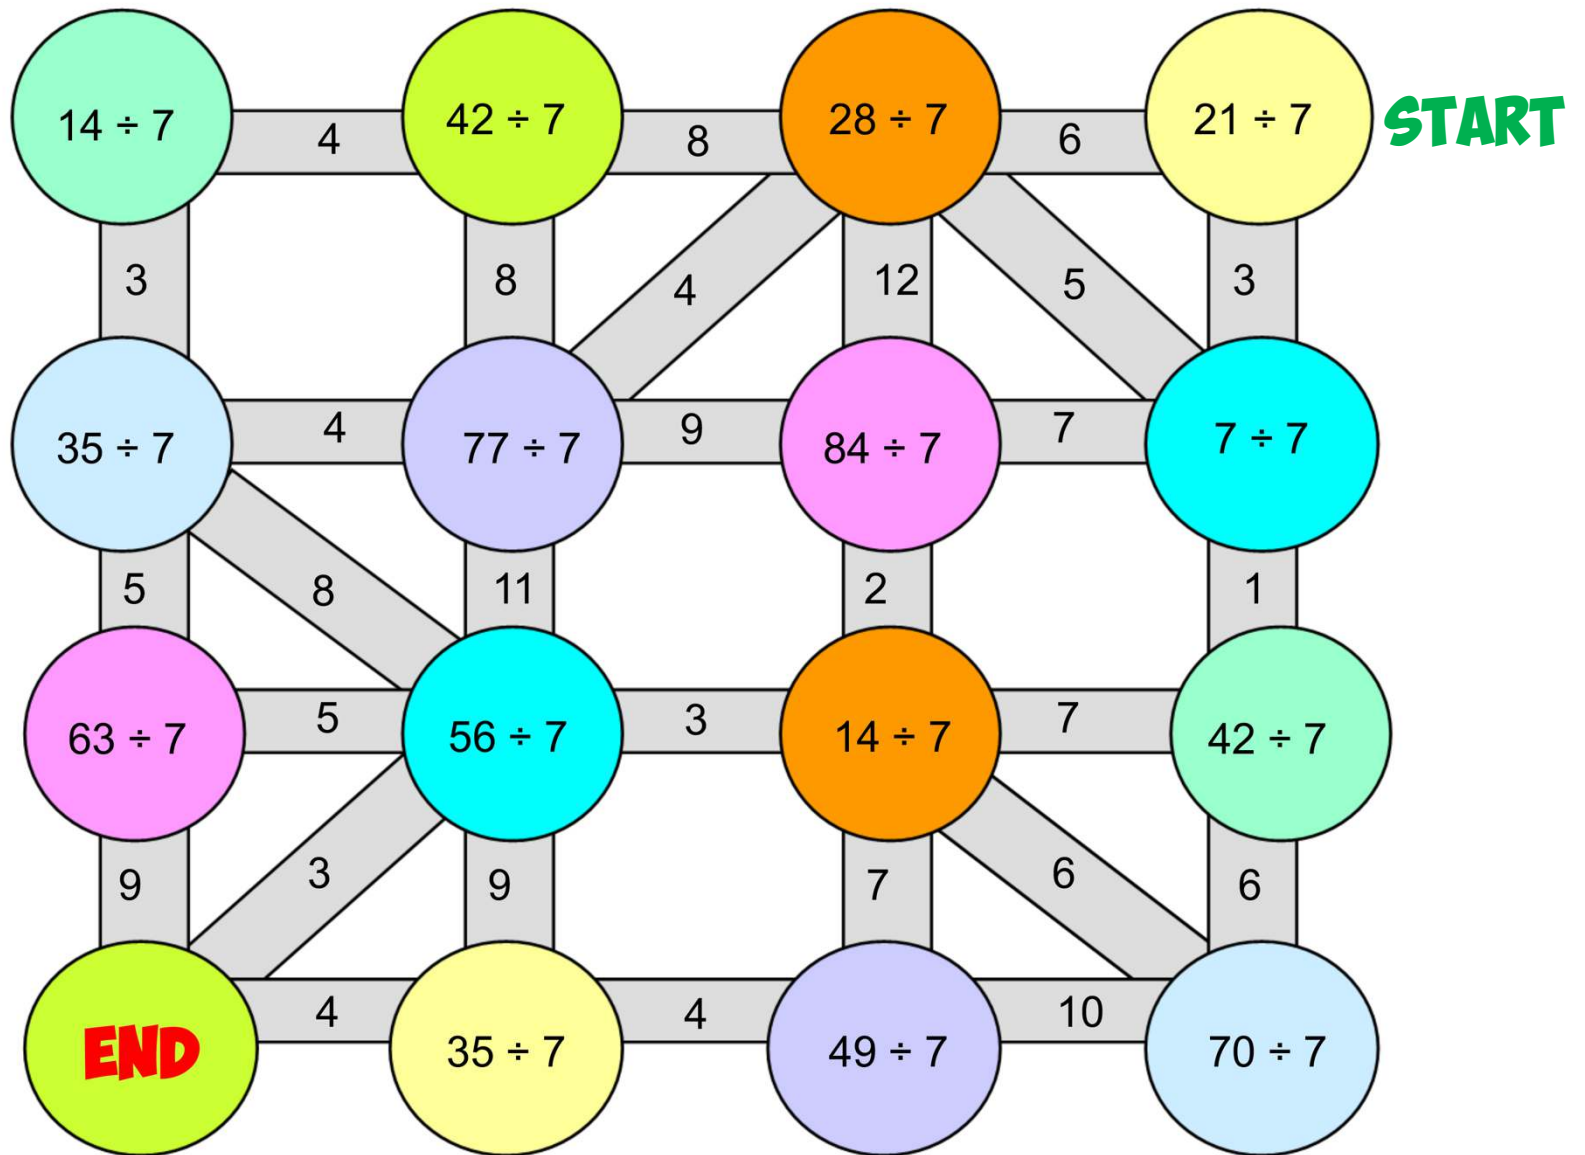 14 ÷ 7 4 42 ÷ 7 8 28 ÷ 7 6 21 ÷ 7 START
3 8 4 12 5 3
35 ÷ 7 4 77 ÷ 7 9 84 ÷ 7 7 7 ÷ 7
5 8 11 2 1
63 ÷ 7 5 56 ÷ 7 3 14 ÷ 7 7 42 ÷ 7
9 3 9 7 6 6
END 4 35 ÷ 7 4 49 ÷ 7 10 70 ÷ 7